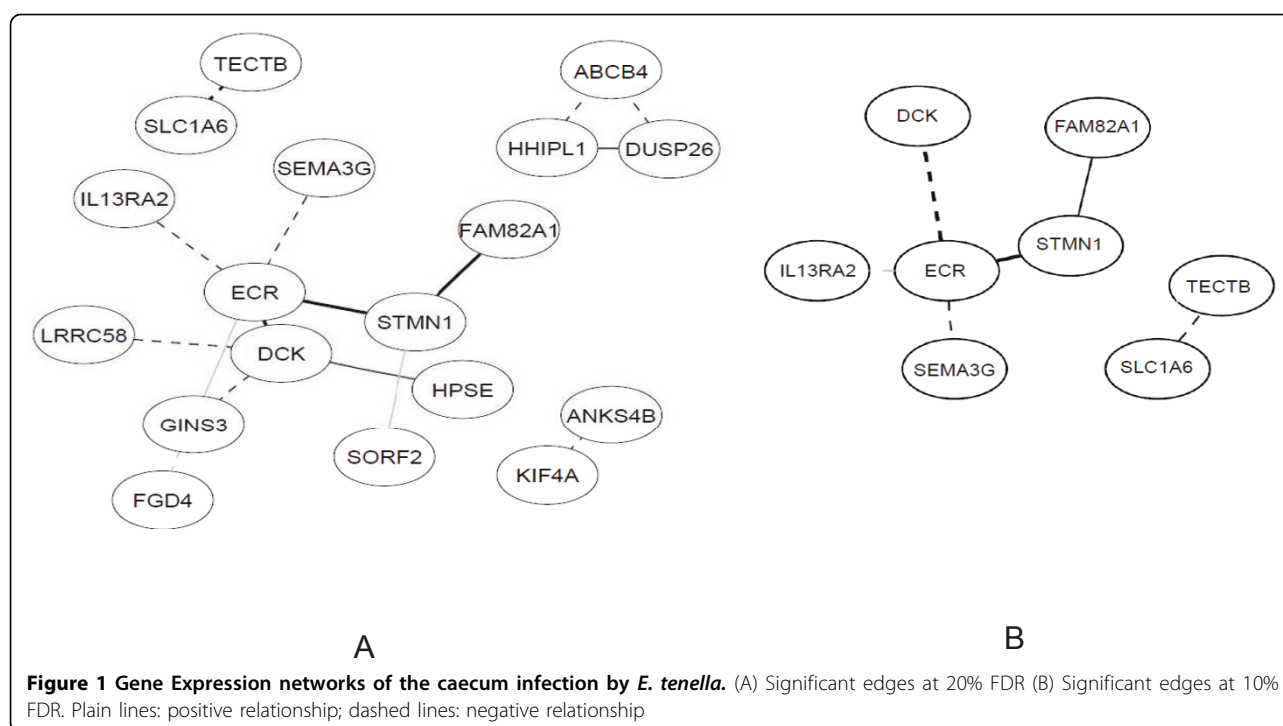 TECTB
SLC1A6
ABCB4
HHIPL1
DUSP26
SEMA3G
IL13RA2
FAM82A1
ECR
STMN1
LRRC58
DCK
HPSE
GINS3
ANKS4B
SORF2
KIF4A
FGD4
A
DCK
FAM82A1
STMN1
IL13RA2
ECR
TECTB
SEMA3G
SLC1A6
B
Figure 1 Gene Expression networks of the caecum infection by E. tenella. (A) Significant edges at 20% FDR (B) Significant edges at 10%
FDR. Plain lines: positive relationship; dashed lines: negative relationship